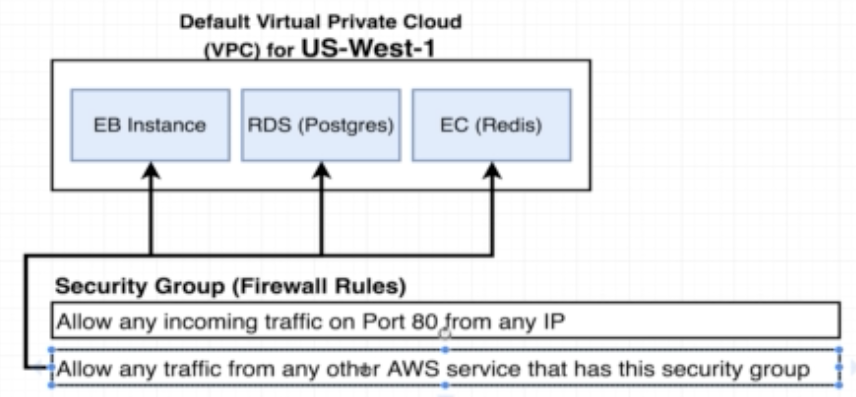 Default Virtual Private Cloud
(VPC) for US-West-1
EB Instance
RDS (Postgres)
EC (Redis)
Security Group (Firewall Rules)
Allow any incoming traffic on Port 80 from any IP
Allow any traffic from any other AWS service that has this security group